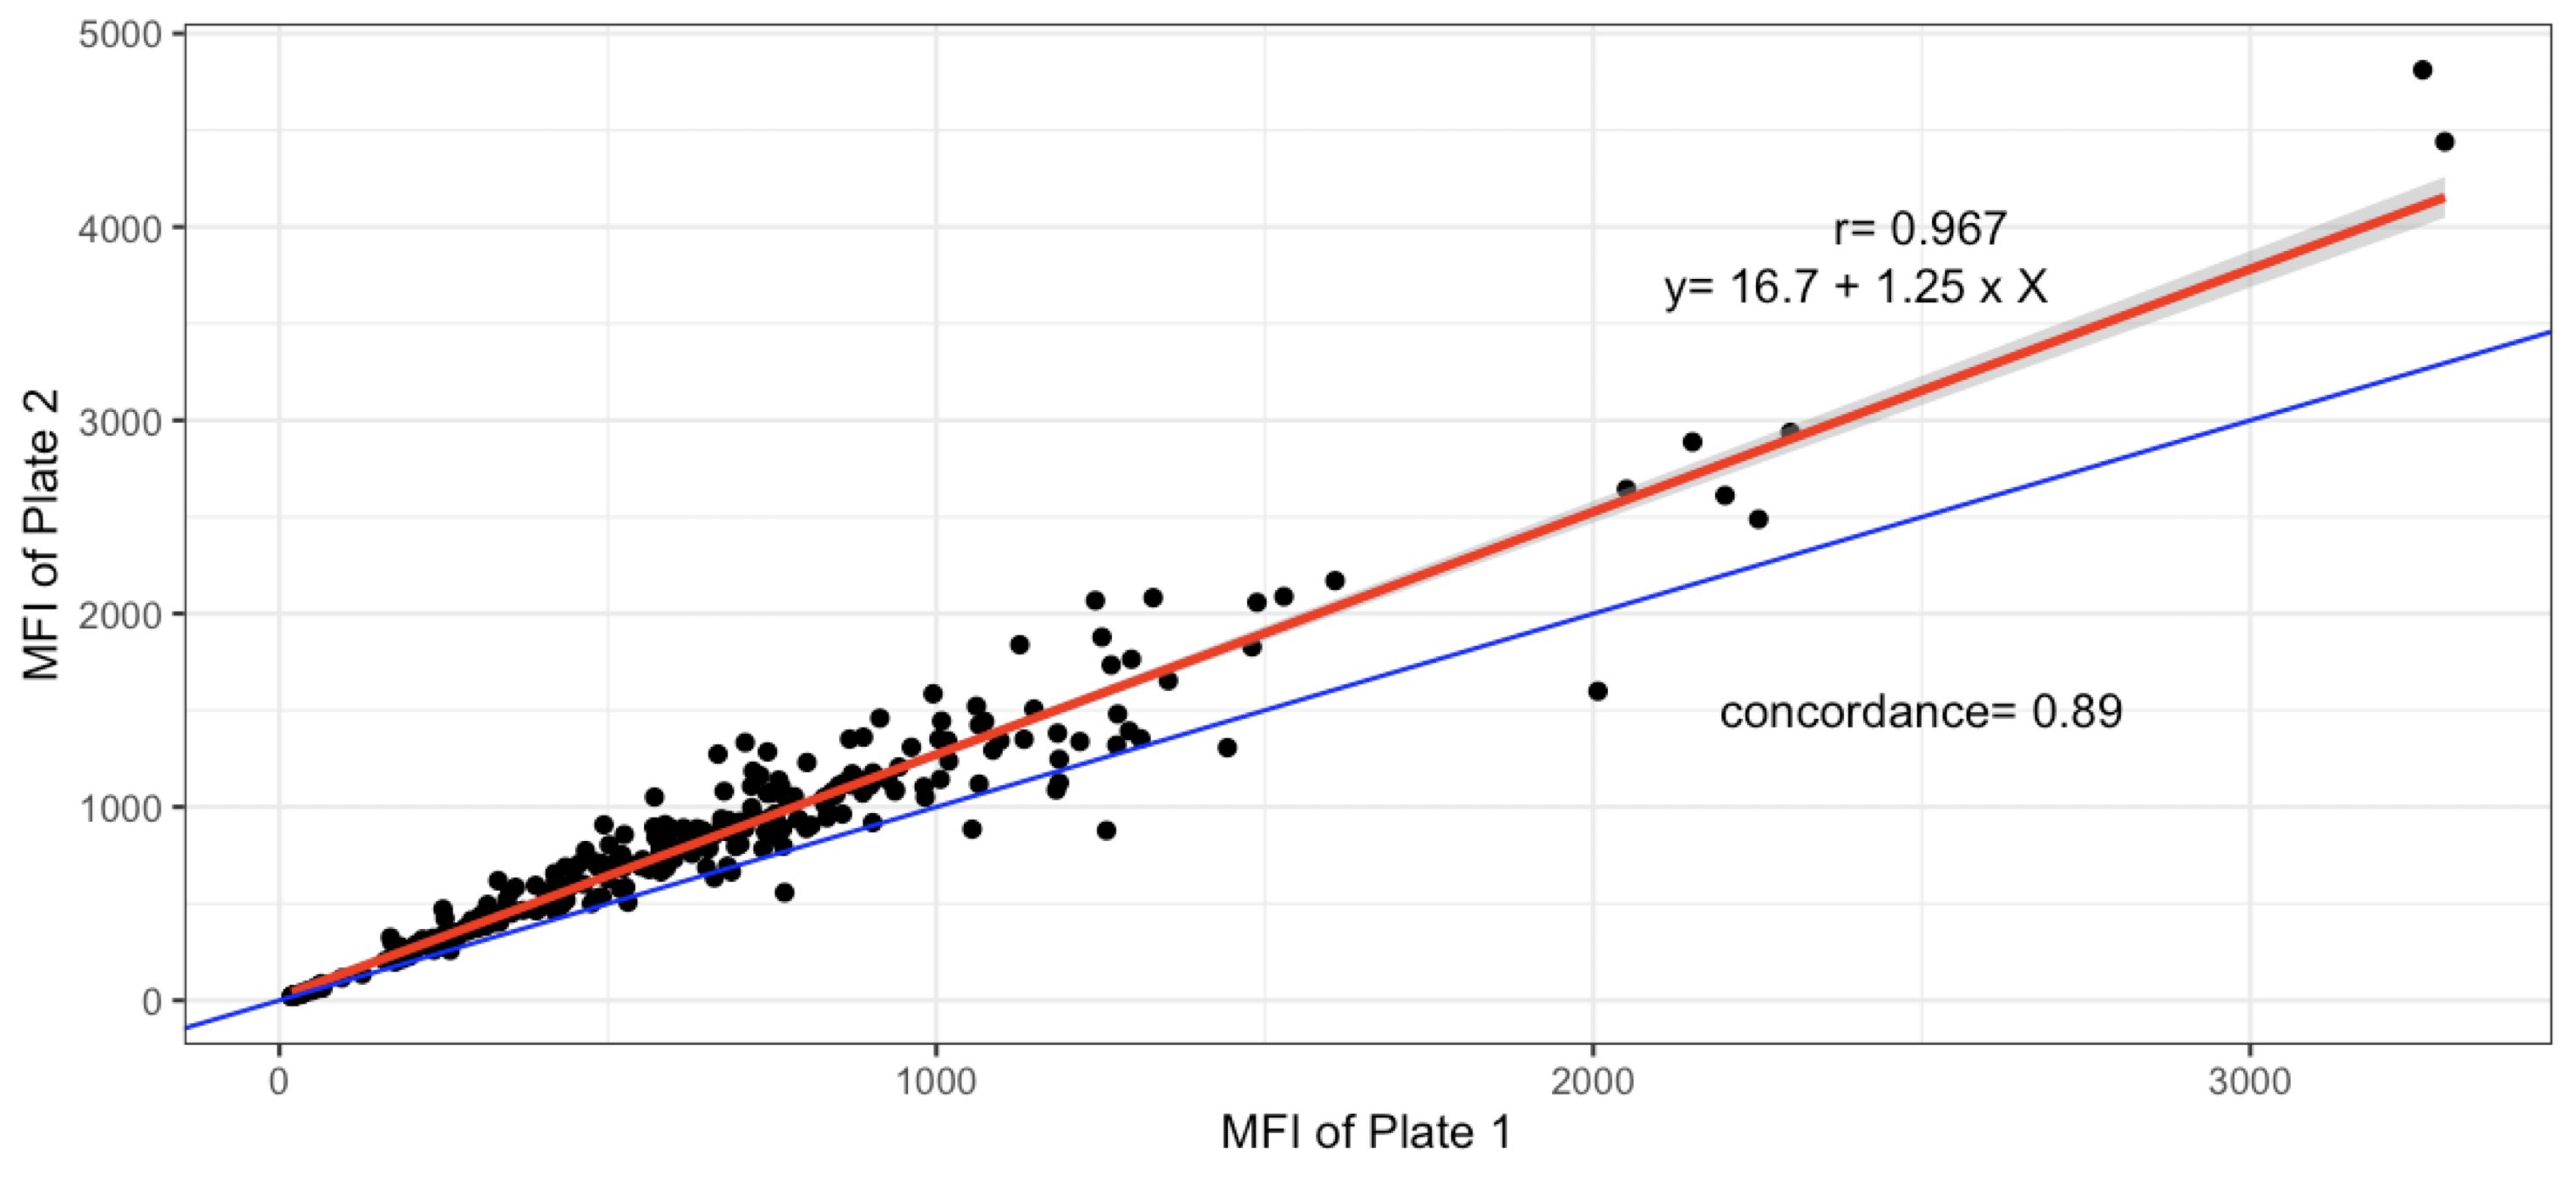 5000
4000
3000
2000
1000
0
MFI of Plate 2
r= 0.967
y= 16.7 + 1.25 x X
concordance= 0.89
0
1000
2000
3000
MFI of Plate 1